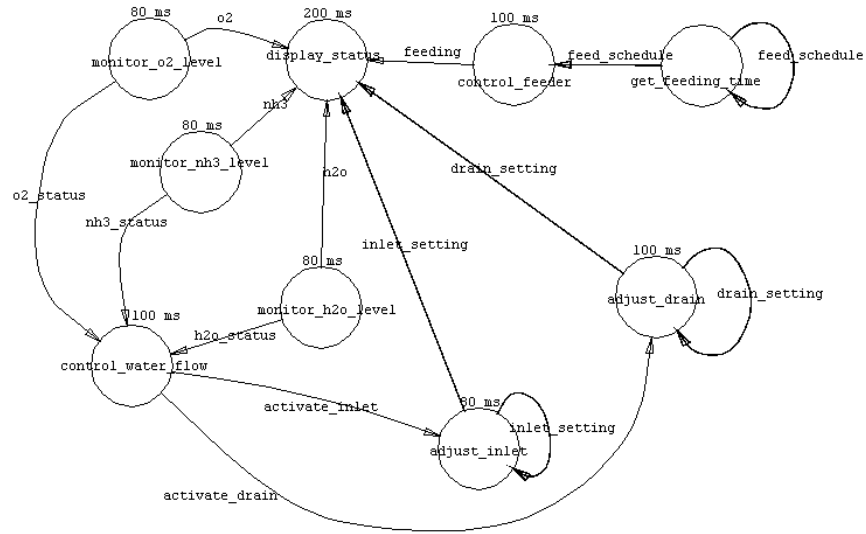 80 ms
o2
200 ms
100 ms
monitor_o2_level
display_status
feeding
control_feeder
feed_schedule
get_feeding_time
feed_schedule
nh3
80 ms
monitor_nh3_level
h2o
drain_setting
o2_status
nh3_status
inlet_setting
80 ms
100 ms
monitor_h2o_level
adjust_drain
drain_setting
100 ms
h2o_status
control_water_flow
activate_inlet
80 ms
inlet_setting
adjust_inlet
activate_drain